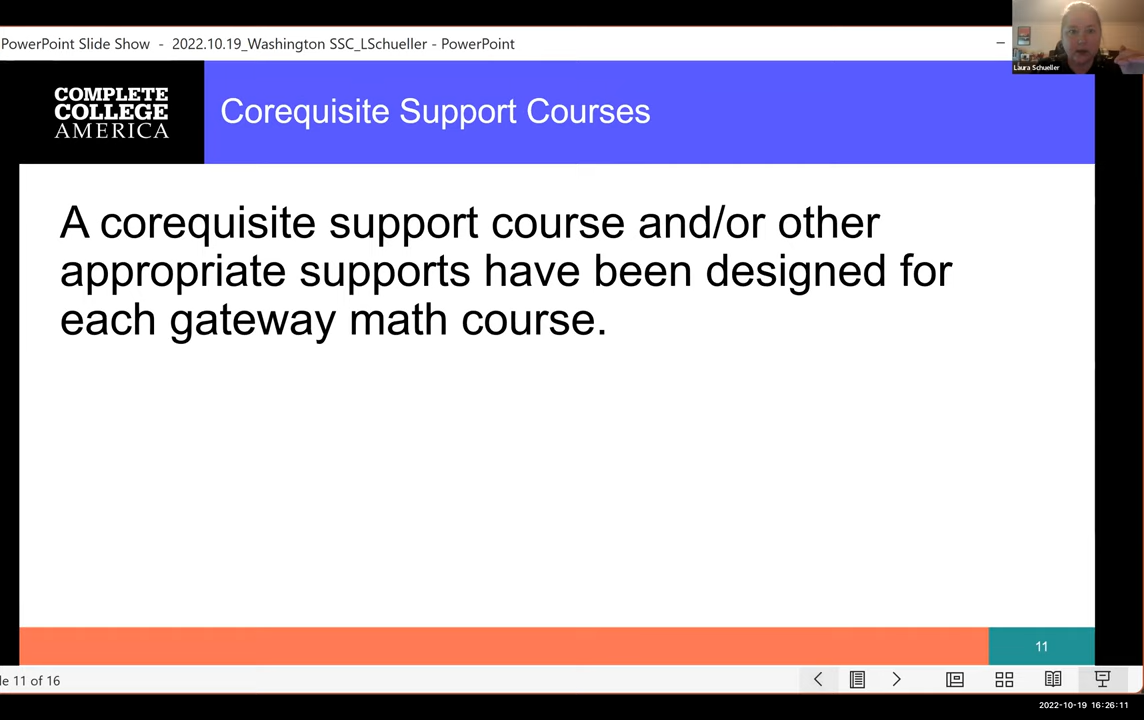 PowerPoint Slide Show - 2022.10.19_Washington SSC_LSchueller - PowerPoint
Laura Schueller
COMPLETE
COLLEGE
AMERICA
Corequisite Support Courses
A corequisite support course and/or other
appropriate supports have been designed for
each gateway math course.
11
le 11 of 16
2022-10-19 16:26:11